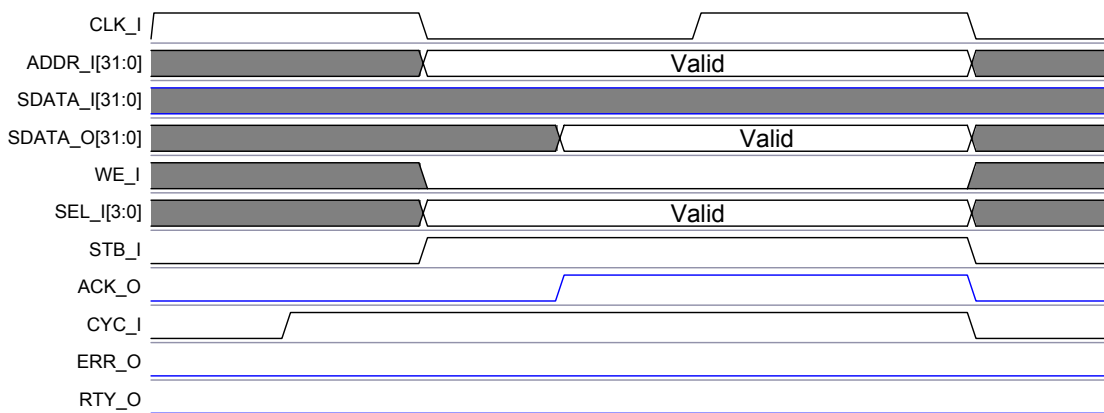 CLK_I
ADDR_I[31:0] Valid
SDATA_I[31:0]
SDATA_O[31:0] Valid
WE_I
SEL_I[3:0] Valid
STB_I
ACK_O
CYC_I
ERR_O
RTY_O